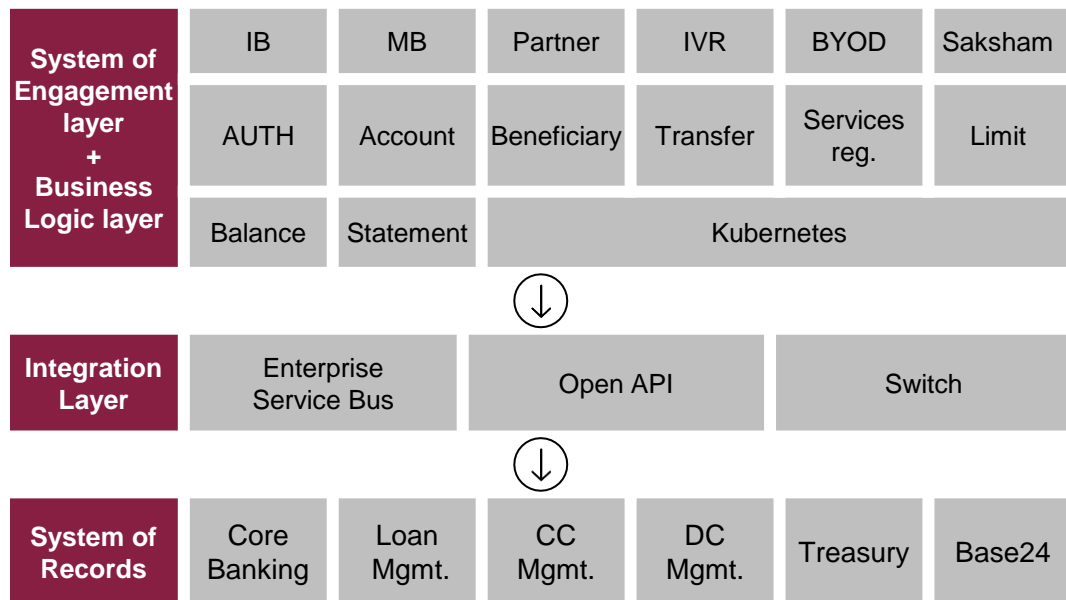 System of
Engagement
layer
+
Business
Logic layer
IB
MB
Partner
IVR
BYOD
Saksham
AUTH
Account
Beneficiary
Transfer
Services
reg.
Limit
Balance
Statement
Kubernetes
Integration
Layer
Enterprise
Service Bus
Open API
Switch
System of
Records
Core
Banking
Loan
Mgmt.
CC
Mgmt.
DC
Mgmt.
Treasury
Base24